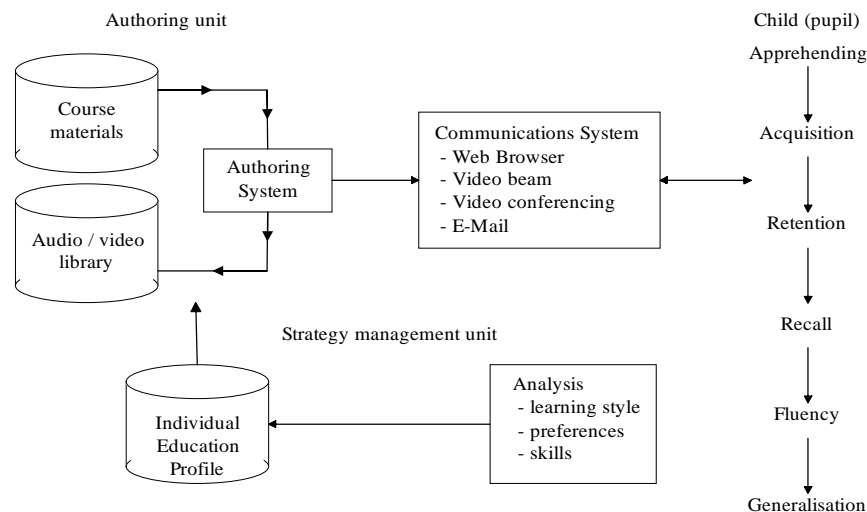 Authoring unit
Child (pupil)
Apprehending
Course
materials
Acquisition
Authoring
System
Communications System
- Web Browser
- Video beam
- Video conferencing
- E-Mail
Retention
Audio / video
library
Strategy management unit
Recall
Individual
Education
Profile
Analysis
- learning style
- preferences
- skills
Fluency
Generalisation